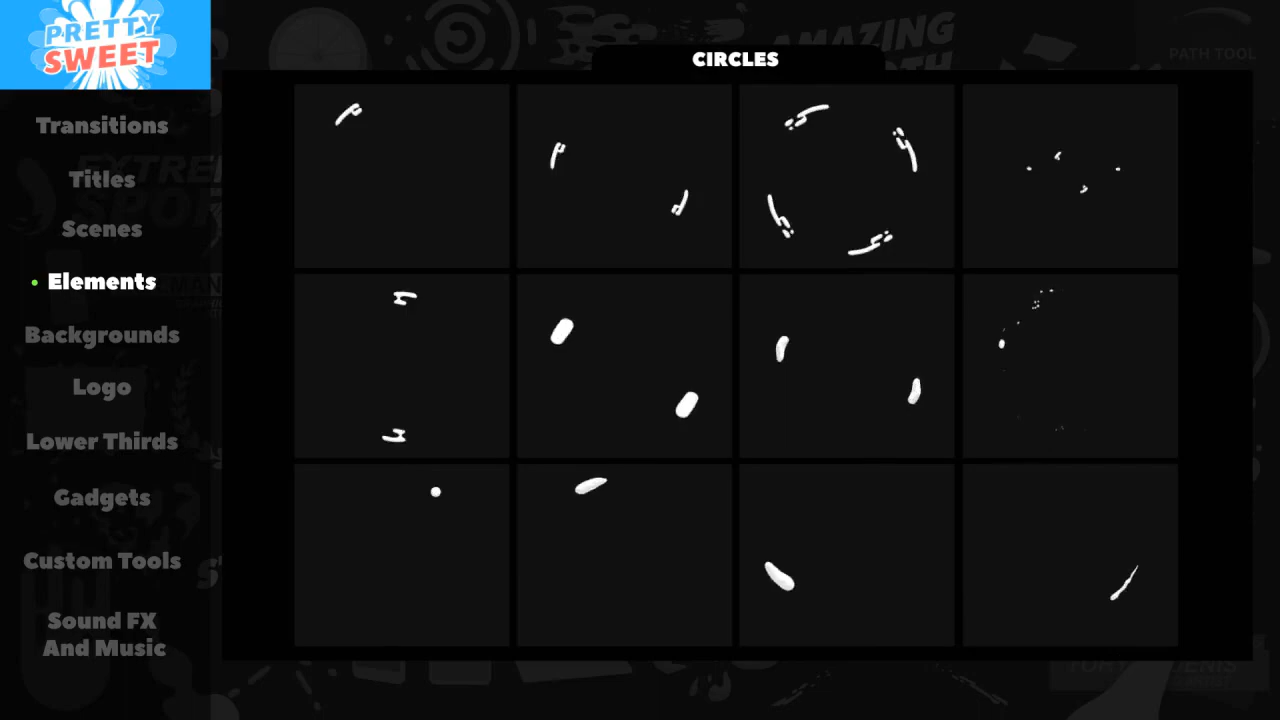 PRETTY
SWEET
Transitions
Titles
Scenes
Elements
Backgrounds
Logo
Lower Thirds
Gadgets
Custom Tools
Sound FX
And Music
CIRCLES
AMAZING
PATH TOOL